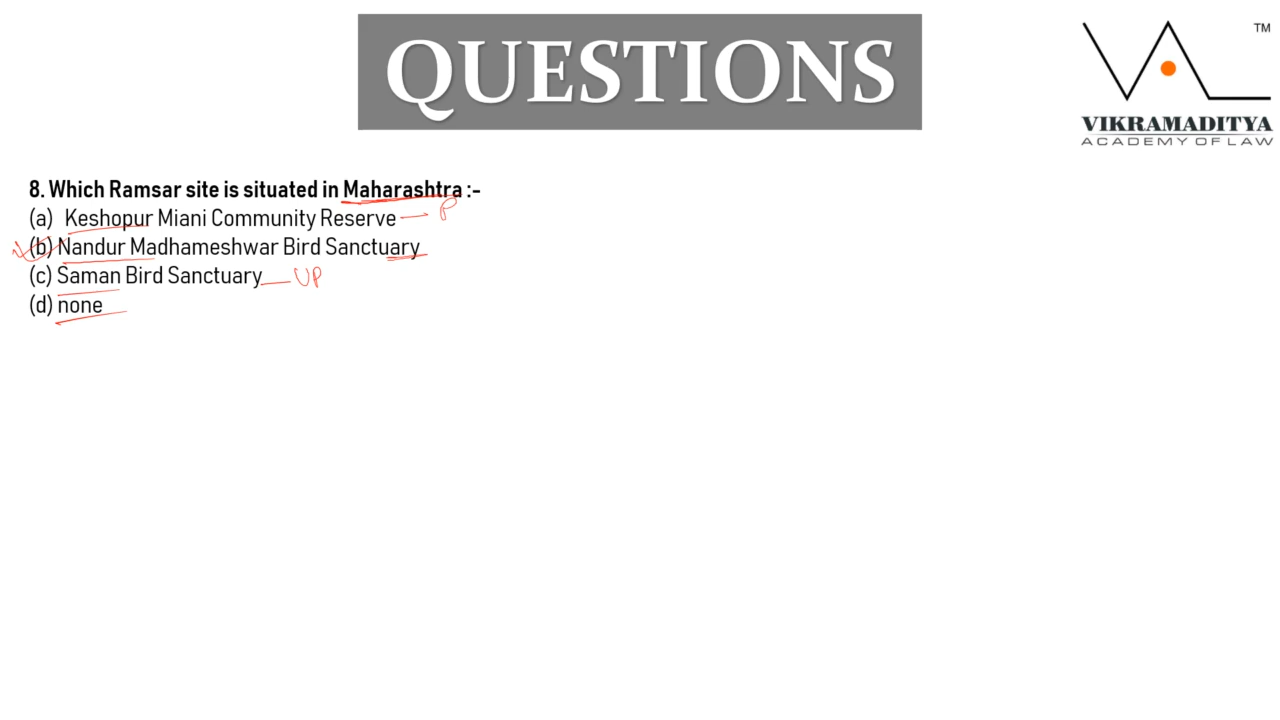 QUESTIONS
TM
VIKRAMADITYA
ACADEMY OF LAW
8. Which Ramsar site is situated in Maharashtra :-
(a) Keshopur Miani Community Reserve — P
(b) Nandur Madhameshwar Bird Sanctuary
(c) Saman Bird Sanctuary — UP
(d) none